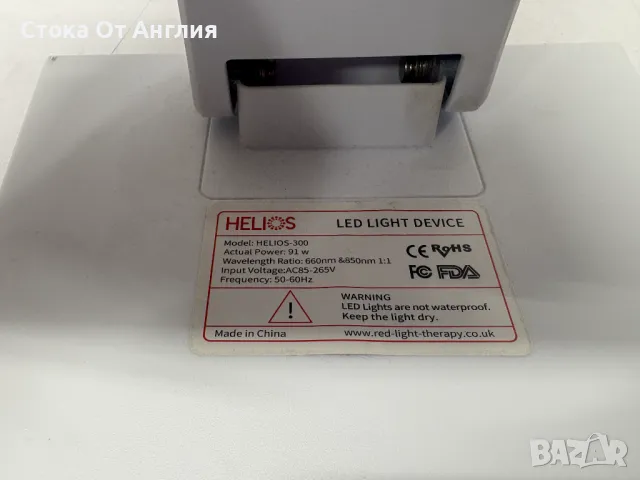 Стока От Англия
HELIOS LED LIGHT DEVICE
Model: HELIOS-300
Actual Power: 91 w
Wavelength Ratio: 660nm &850nm 1:1
Input Voltage:AC85-265V
Frequency: 50-60Hz
CE RoHS
FC FDA
WARNING
LED Lights are not waterproof.
Keep the light dry.
Made in China www.red-light-therapy.co.uk
BAZAR